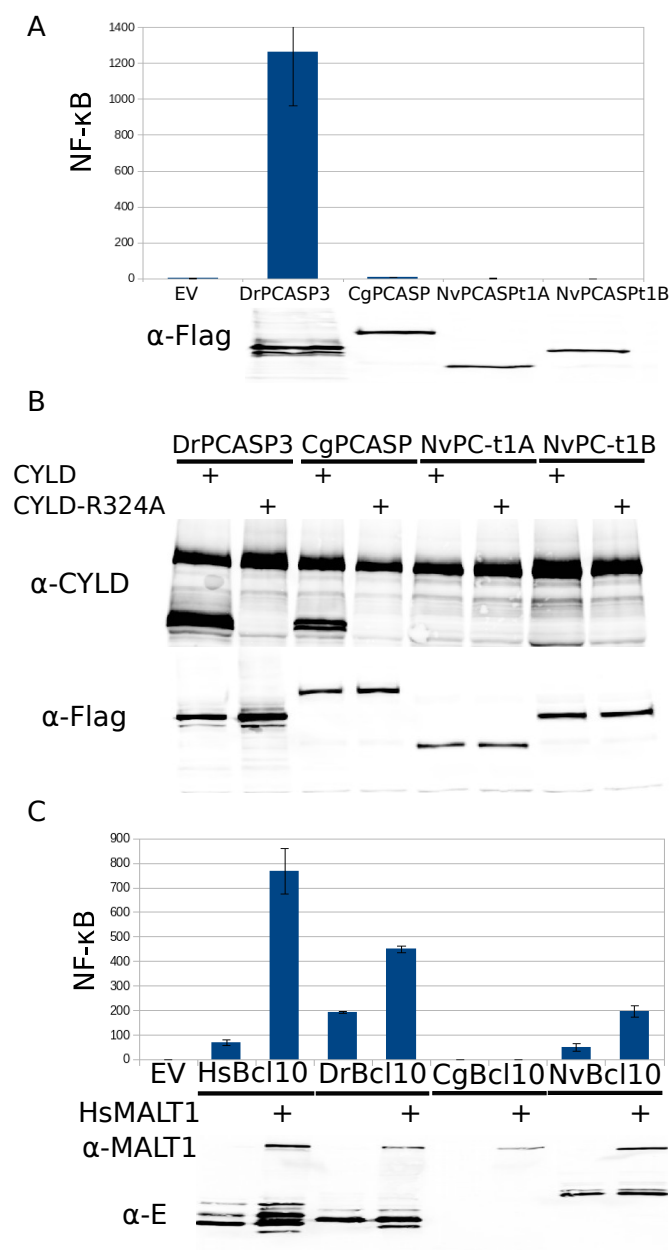 A
NF-κB
1400
1200
1000
800
600
400
200
0
EV DrPCASP3 CgPCASP NvPCASPt1A NvPCASPt1B
α-Flag
B
DrPCASP3 CgPCASP NvPC-t1A NvPC-t1B
CYLD + + + +
CYLD-R324A + + + +
α-CYLD
α-Flag
C
NF-κB
900
800
700
600
500
400
300
200
100
0
EV HsBcl10 DrBcl10 CgBcl10 NvBcl10
HsMALT1 + + + +
α-MALT1
α-E